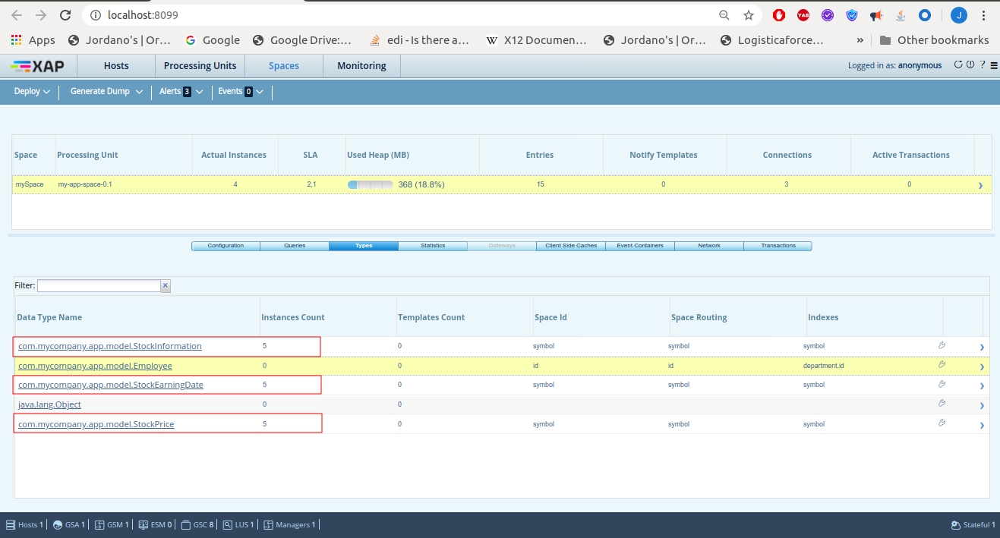 localhost:8099
YAB
J
Apps Jordano's | Or... Google Google Drive:... edi - Is there a... W X12 Documen... Jordano's | Or... Logisticaforce... » Other bookmarks
XAP Hosts Processing Units Spaces Monitoring Logged in as: anonymous ?
Deploy Generate Dump Alerts 3 Events 0
Space Processing Unit Actual Instances SLA Used Heap (MB) Entries Notify Templates Connections Active Transactions
mySpace my-app-space-0.1 4 2,1 368 (18.8%) 15 0 3 0
Configuration Queries Types Statistics Gateways Client Side Caches Event Containers Network Transactions
Filter:
Data Type Name Instances Count Templates Count Space Id Space Routing Indexes
com.mycompany.app.model.StockInformation 5 0 symbol symbol symbol
com.mycompany.app.model.Employee 0 0 id id department,id
com.mycompany.app.model.StockEarningDate 5 0 symbol symbol symbol
java.lang.Object 0 0
com.mycompany.app.model.StockPrice 5 0 symbol symbol symbol
Hosts 1 GSA 1 GSM 1 ESM 0 GSC 8 LUS 1 Managers 1 Stateful 1